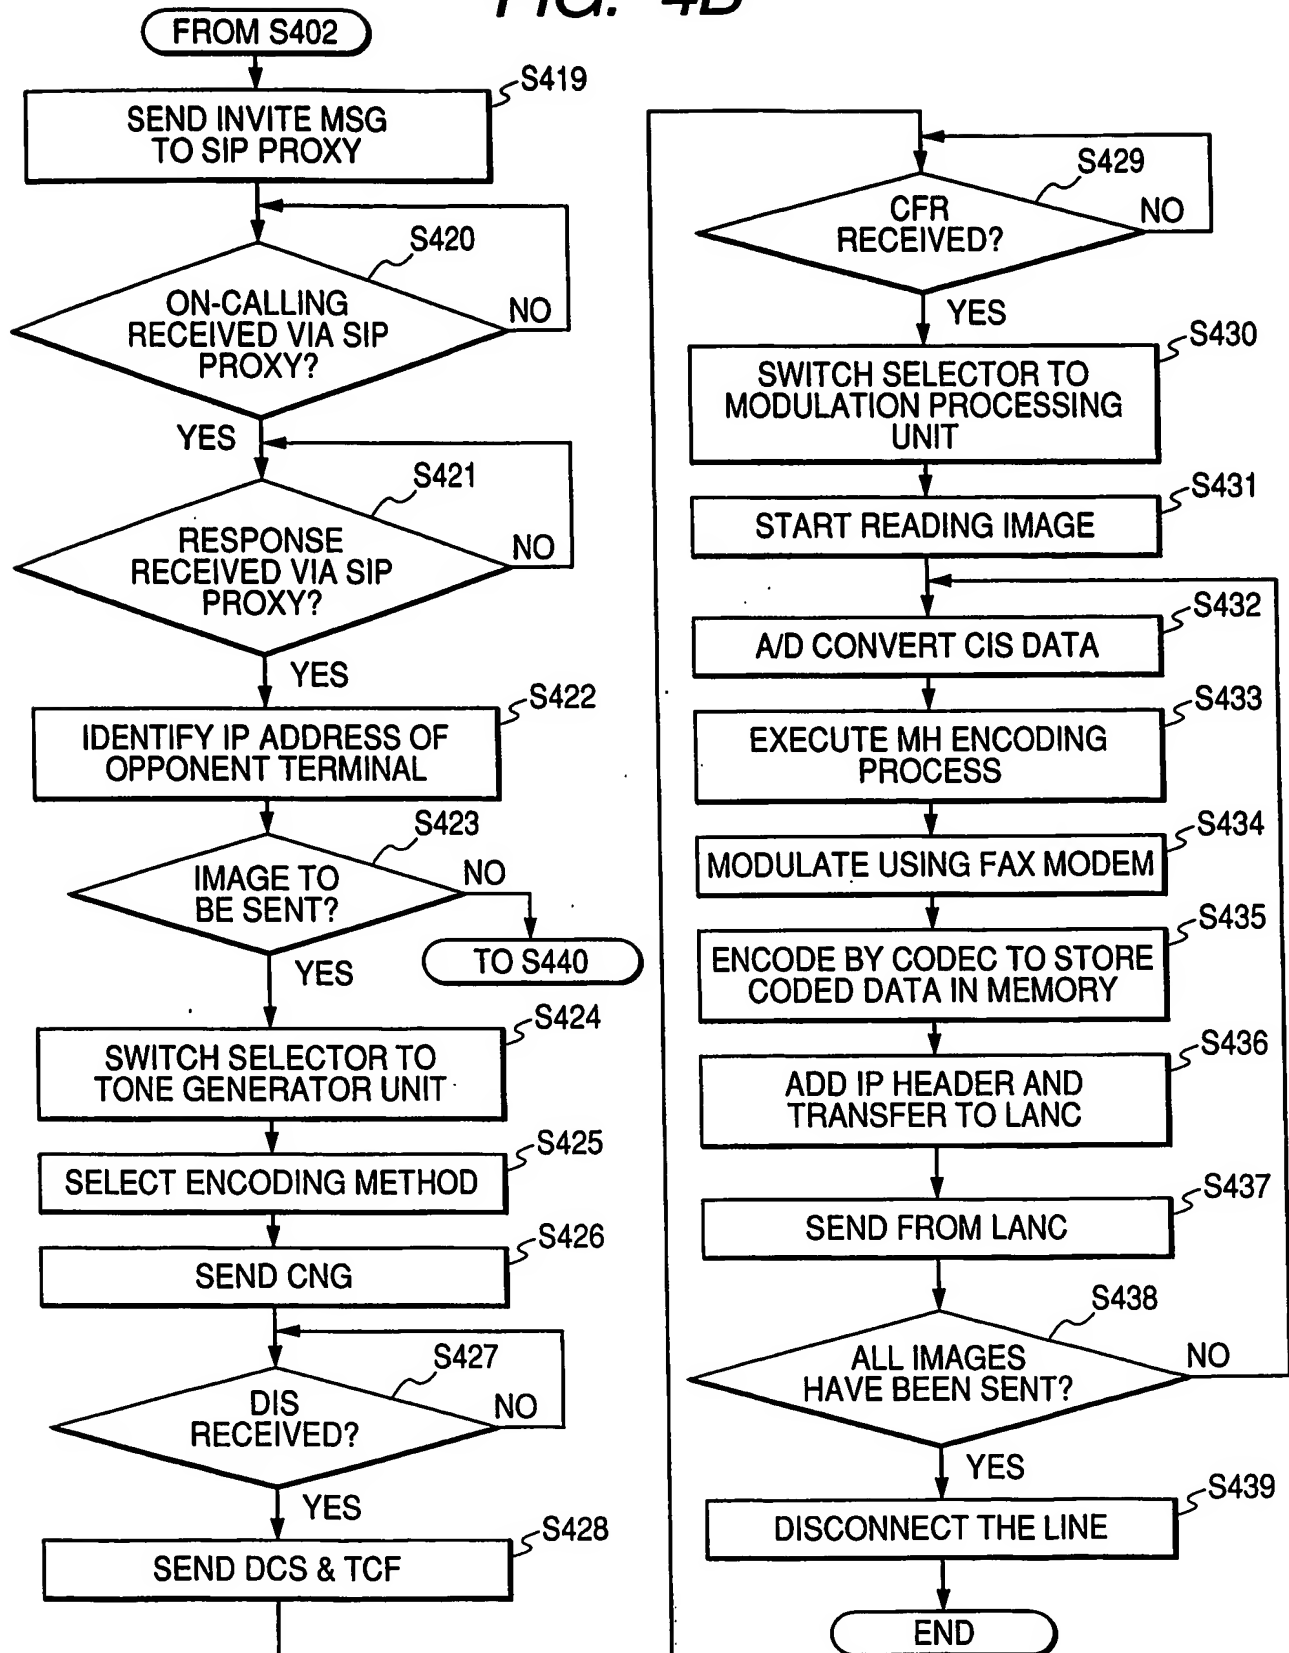 FIG. 4B
FROM S402
S419
SEND INVITE MSG
TO SIP PROXY
S420
ON-CALLING
RECEIVED VIA SIP
PROXY?
NO
YES
S421
RESPONSE
RECEIVED VIA SIP
PROXY?
NO
YES
S422
IDENTIFY IP ADDRESS OF
OPPONENT TERMINAL
S423
IMAGE TO
BE SENT?
NO
TO S440
YES
S424
SWITCH SELECTOR TO
TONE GENERATOR UNIT
S425
SELECT ENCODING METHOD
S426
SEND CNG
S427
DIS
RECEIVED?
NO
YES
S428
SEND DCS & TCF
S429
CFR
RECEIVED?
NO
YES
S430
SWITCH SELECTOR TO
MODULATION PROCESSING
UNIT
S431
START READING IMAGE
S432
A/D CONVERT CIS DATA
S433
EXECUTE MH ENCODING
PROCESS
S434
MODULATE USING FAX MODEM
S435
ENCODE BY CODEC TO STORE
CODED DATA IN MEMORY
S436
ADD IP HEADER AND
TRANSFER TO LANC
S437
SEND FROM LANC
S438
ALL IMAGES
HAVE BEEN SENT?
NO
YES
S439
DISCONNECT THE LINE
END